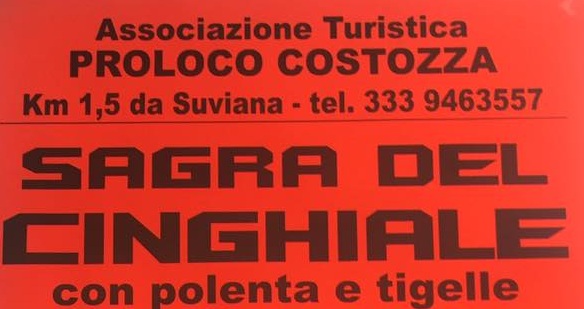 Associazione Turistica
PROLOCO COSTOZZA
Km 1,5 da Suviana - tel. 333 9463557
SAGRA DEL
CINGHIALE
con polenta e tigelle